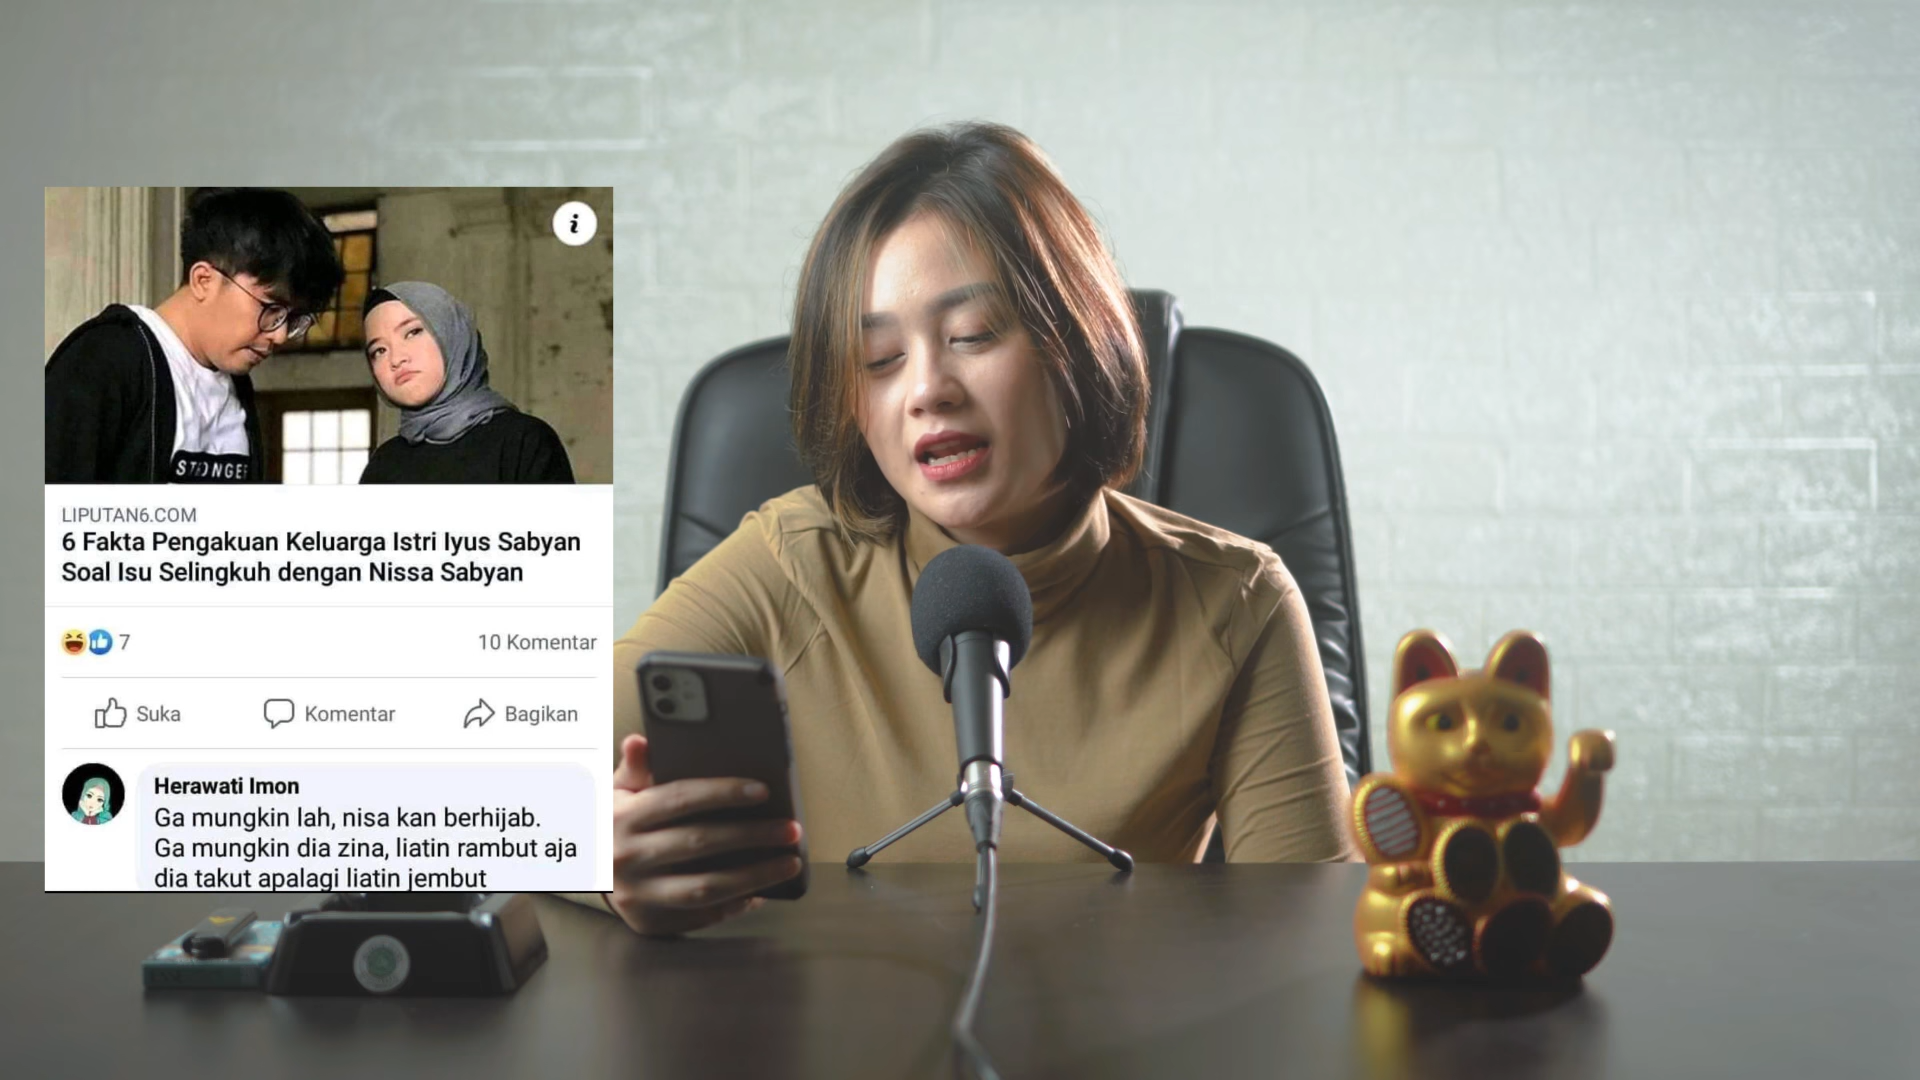 STRONGER
LIPUTAN6.COM
6 Fakta Pengakuan Keluarga Istri Iyus Sabyan
Soal Isu Selingkuh dengan Nissa Sabyan
7
10 Komentar
Suka
Komentar
Bagikan
Herawati Imon
Ga mungkin lah, nisa kan berhijab.
Ga mungkin dia zina, liatin rambut aja
dia takut apalagi liatin jembut